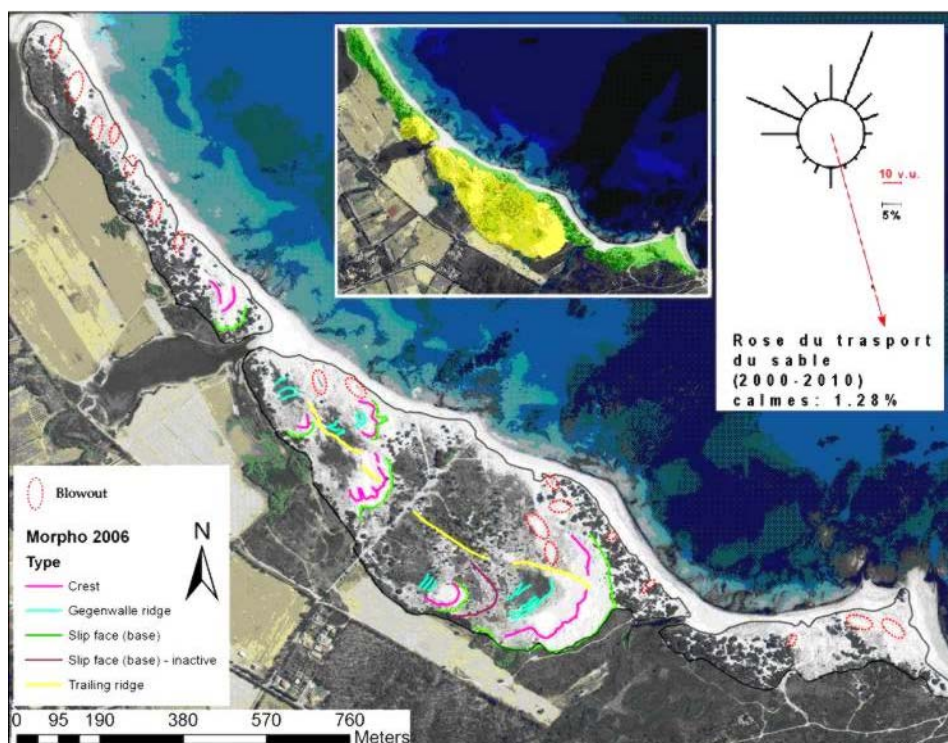 10 v.u.
5%
Rose du trasport
du sable
(2000-2010)
calmes: 1.28%
Blowout
N
Morpho 2006
Type
Crest
Gegenwalle ridge
Slip face (base)
Slip face (base) - inactive
Trailing ridge
0 95 190 380 570 760
Meters